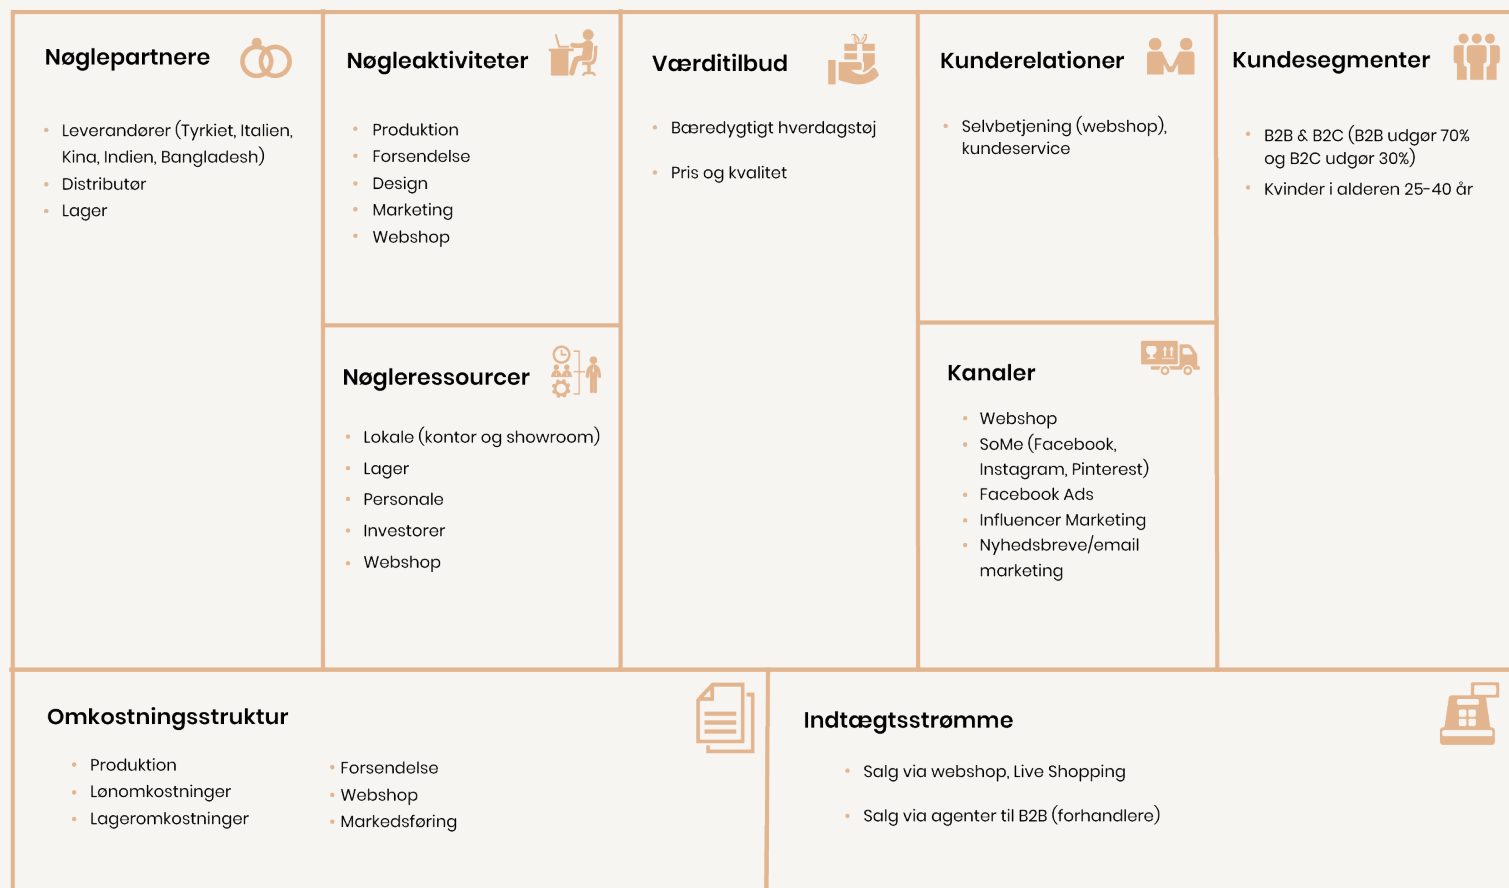 Nøglepartnere
Leverandører (Tyrkiet, Italien,
Kina, Indien, Bangladesh)
Distributør
Lager
Nøgleaktiviteter
Produktion
Forsendelse
Design
Marketing
Webshop
Nøgleressourcer
Lokale (kontor og showroom)
Lager
Personale
Investorer
Webshop
Værditilbud
Bæredygtigt hverdagstøj
Pris og kvalitet
Kunderelationer
Selvbetjening (webshop),
kundeservice
Kanaler
Webshop
SoMe (Facebook,
Instagram, Pinterest)
Facebook Ads
Influencer Marketing
Nyhedsbreve/email
marketing
Kundesegmenter
B2B & B2C (B2B udgør 70%
og B2C udgør 30%)
Kvinder i alderen 25-40 år
Omkostningsstruktur
Produktion
Lønomkostninger
Lageromkostninger
Forsendelse
Webshop
Markedsføring
Indtægtsstrømme
Salg via webshop, Live Shopping
Salg via agenter til B2B (forhandlere)